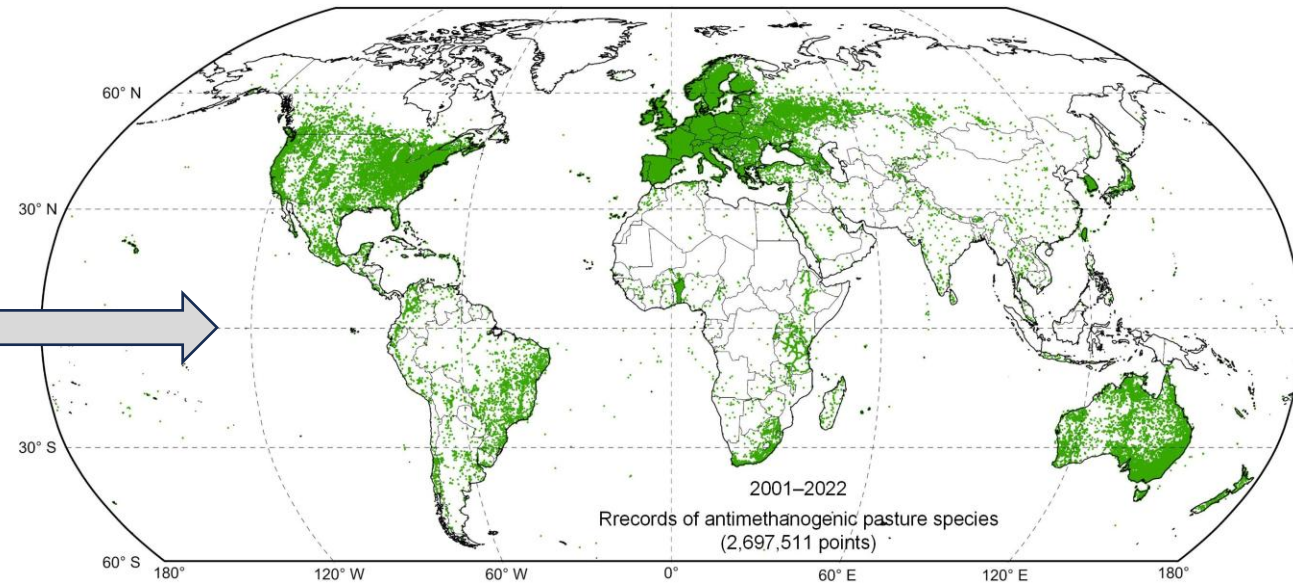 60° N
30° N
30° S
2001–2022
Rrecords of antimethanogenic pasture species
(2,697,511 points)
60° S
180° 120° W 60° W 0° 60° E 120° E 180°